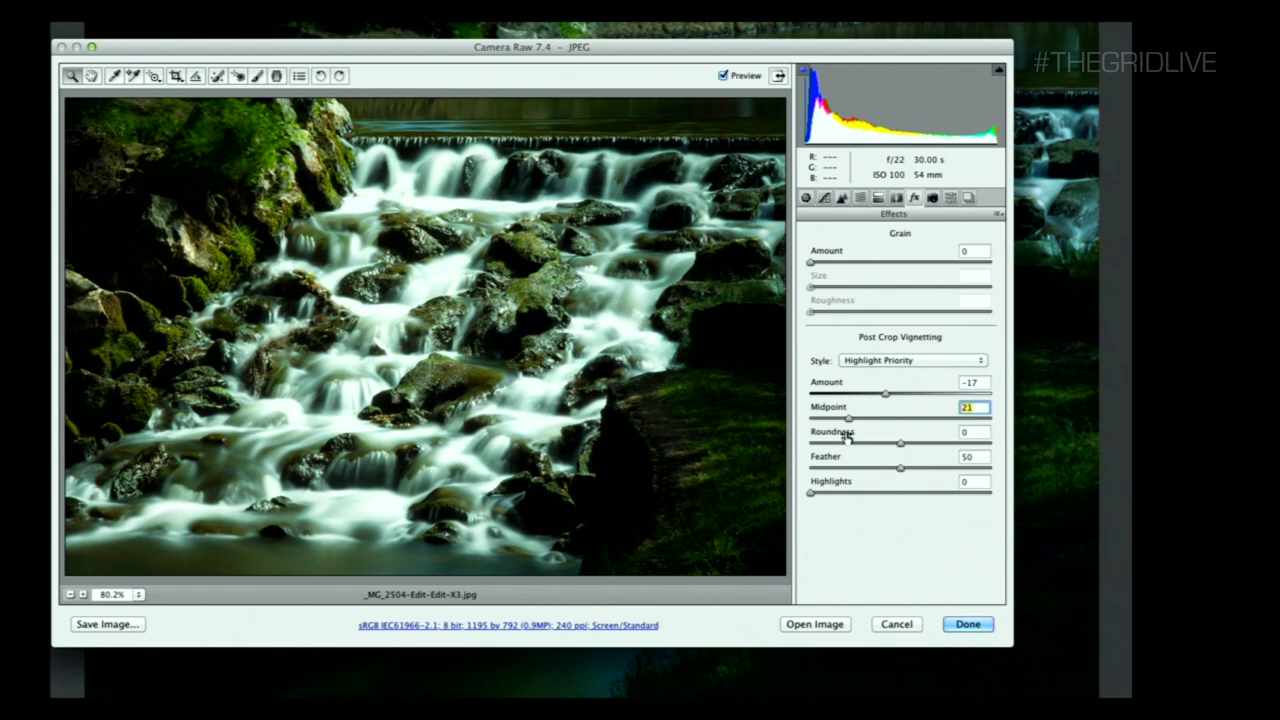 Camera Raw 7.4 – JPEG
#THEGRIDLIVE
Preview
R: ---
G: ---
B: ---
f/22 30.00 s
ISO 100 54 mm
fx
Effects
Grain
Amount 0
Size
Roughness
Post Crop Vignetting
Style: Highlight Priority
Amount -17
Midpoint 21
Roundness 0
Feather 50
Highlights 0
80.2%
_MG_2504-Edit-Edit-X3.jpg
Save Image...
sRGB IEC61966-2.1; 8 bit; 1195 by 792 (0.9MP); 240 ppi; Screen/Standard
Open Image
Cancel
Done